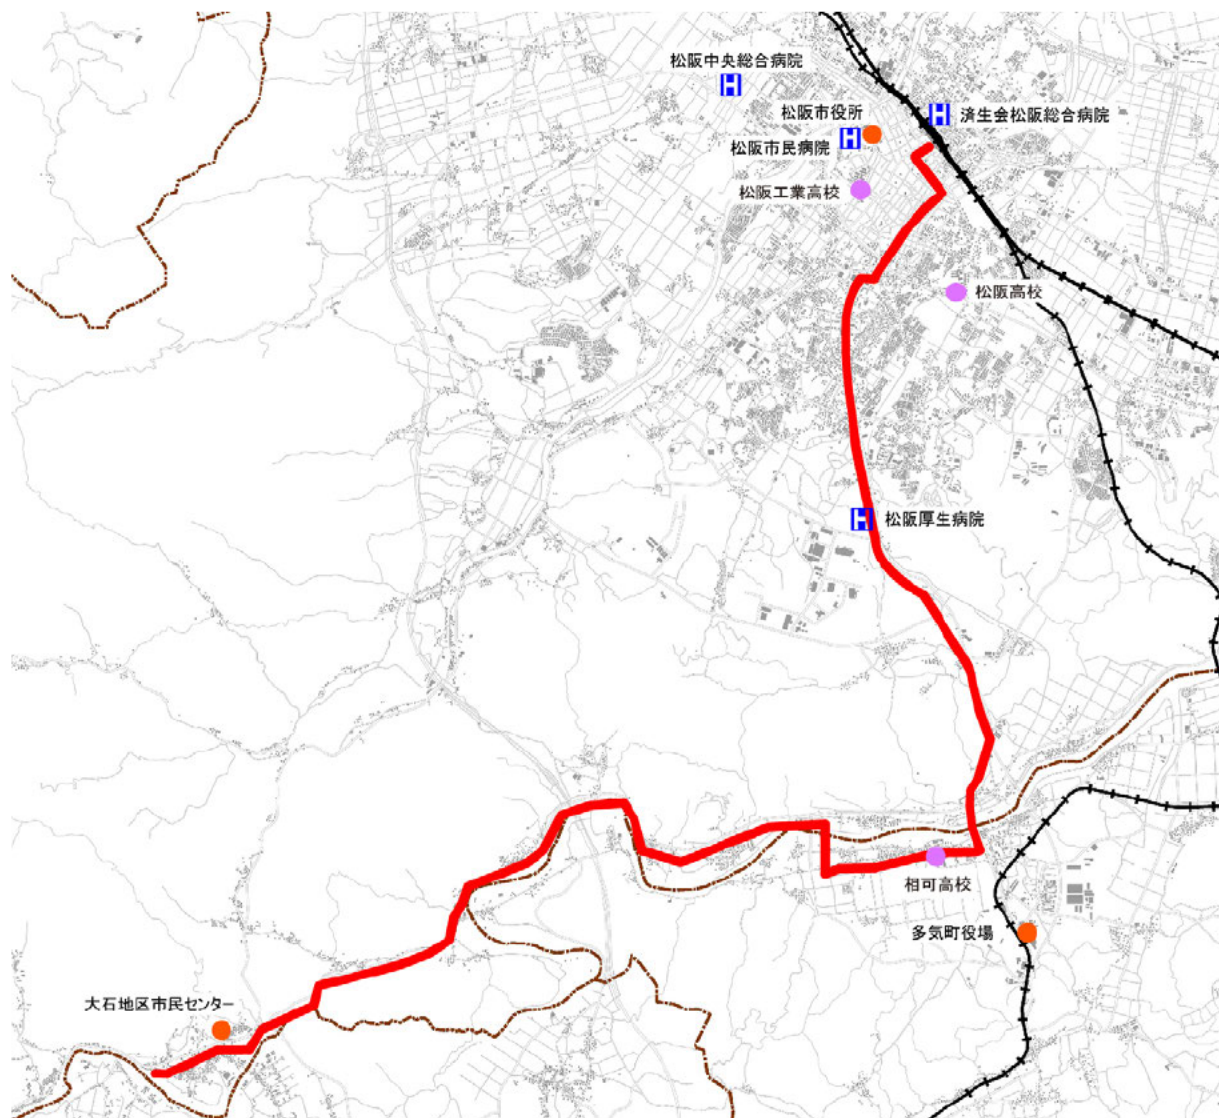 松阪中央総合病院
松阪市役所
済生会松阪総合病院
松阪市民病院
松阪工業高校
松阪高校
松阪厚生病院
相可高校
多気町役場
大石地区市民センター